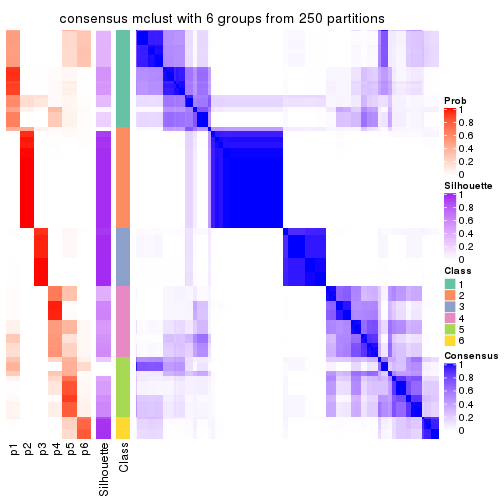 consensus mclust with 6 groups from 250 partitions
Prob
1
0.8
0.6
0.4
0.2
0
Silhouette
1
0.8
0.6
0.4
0.2
0
Class
1
2
3
4
5
6
Consensus
1
0.8
0.6
0.4
0.2
0
p1
p2
p3
p4
p5
p6
Silhouette
Class